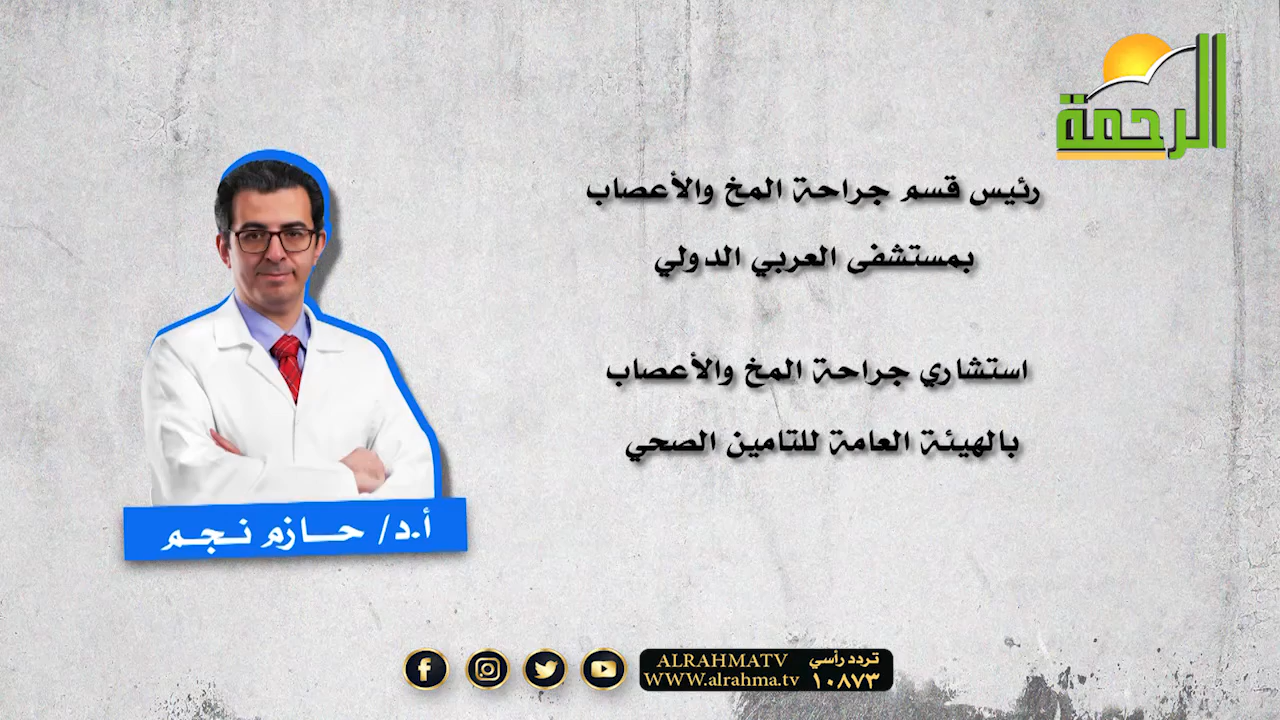 الرحمة
رئيس قسم جراحة المخ والأعصاب
بمستشفى العربي الدولي
استشاري جراحة المخ والأعصاب
بالهيئة العامة للتامين الصحي
أ.د/ حازم نجم
ALRAHMATV تردد رأسي
WWW.alrahma.tv ١٠٨٧٣